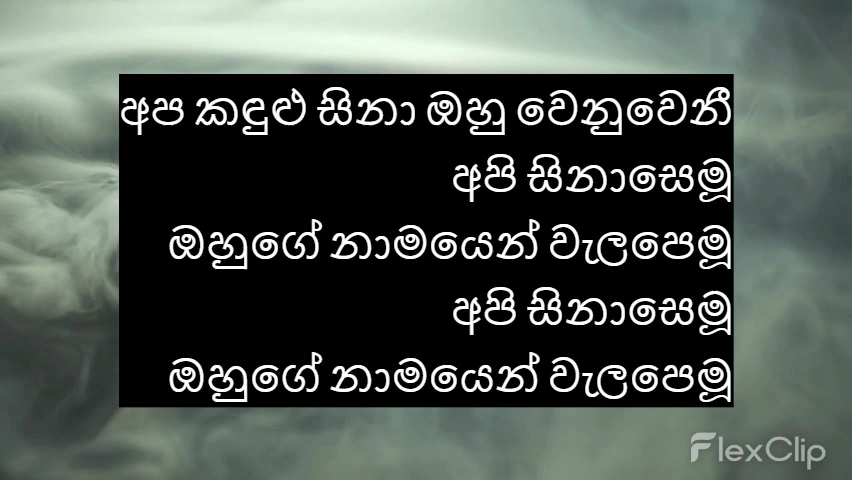 අප කඳුළු සිනා ඔහු වෙනුවෙනී
අපි සිනාසෙමූ
ඔහුගේ නාමයෙන් වැලපෙමූ
අපි සිනාසෙමූ
ඔහුගේ නාමයෙන් වැලපෙමූ
FlexClip